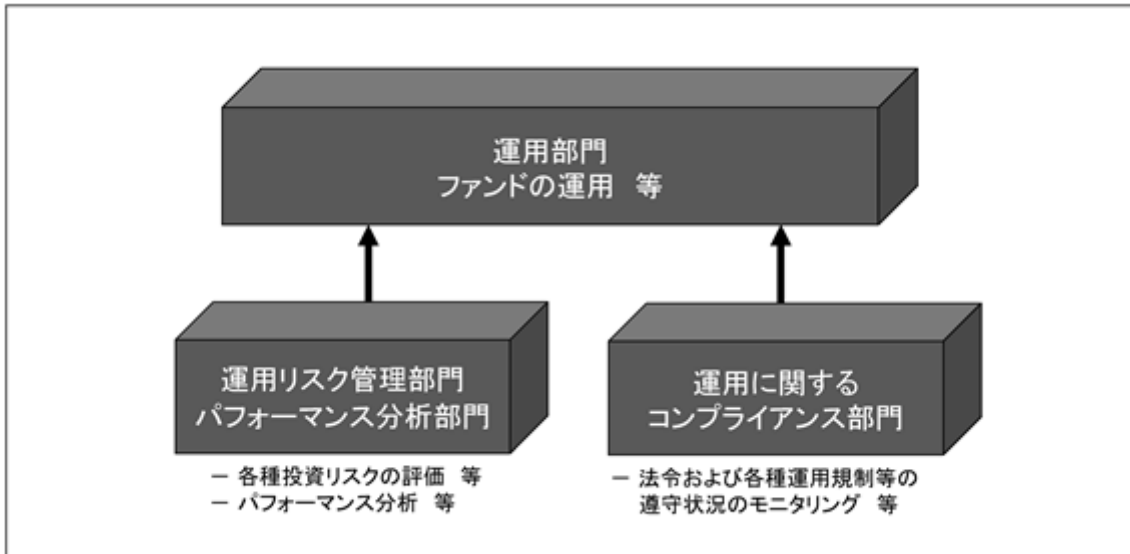 運用部門
ファンドの運用 等
運用リスク管理部門
パフォーマンス分析部門
－ 各種投資リスクの評価 等
－ パフォーマンス分析 等
運用に関する
コンプライアンス部門
－ 法令および各種運用規制等の
遵守状況のモニタリング 等